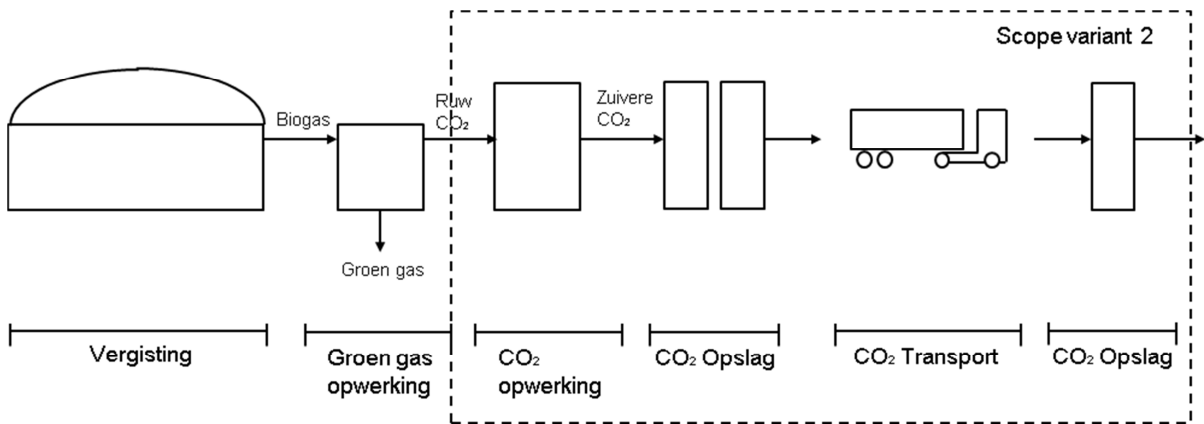 Scope variant 2
Biogas
Ruw
CO₂
Zuivere
CO₂
Groen gas
Vergisting
Groen gas
opwerking
CO₂
opwerking
CO₂ Opslag
CO₂ Transport
CO₂ Opslag